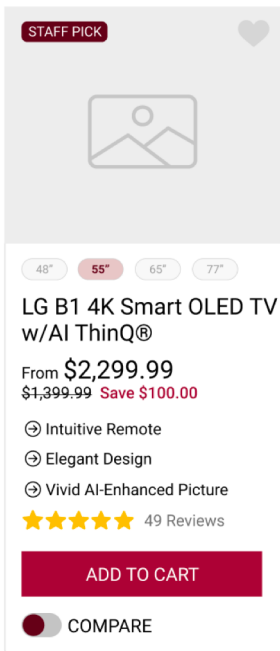 STAFF PICK
48” 55” 65” 77”
LG B1 4K Smart OLED TV
w/AI ThinQ®
From $2,299.99
$1,399.99 Save $100.00
Intuitive Remote
Elegant Design
Vivid AI-Enhanced Picture
49 Reviews
ADD TO CART
COMPARE